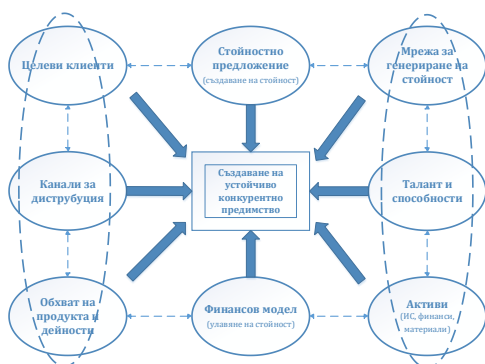 Целеви клиенти
Стойностно
предложение
(създаване на стойност)
Мрежа за
генериране на
стойност
Канали за
диструбуция
Създаване на
устойчиво
конкурентно
предимство
Талант и
способности
Обхват на
продукта и
дейности
Финансов модел
(улавяне на стойност)
Активи
(ИС, финанси,
материали)